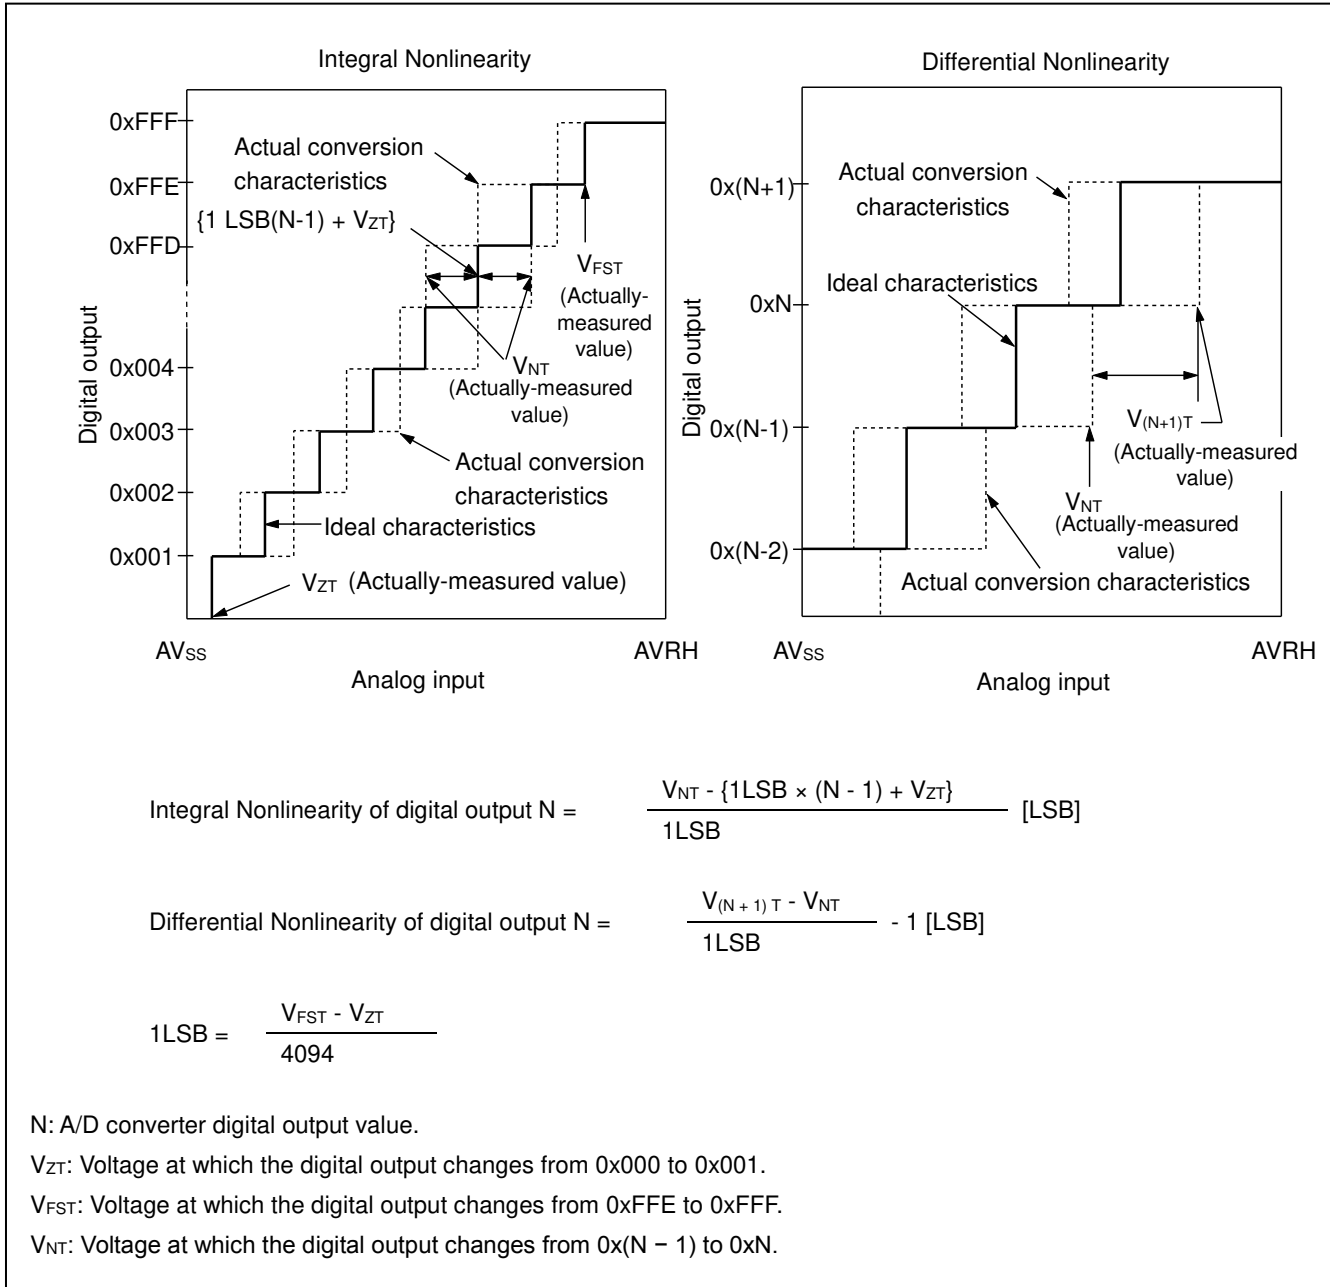 Integral Nonlinearity
0xFFF
0xFFE
0xFFD
0x004
0x003
0x002
0x001
Digital output
Actual conversion
characteristics
{1 LSB(N-1) + VZT}
VFST
(Actually-
measured
value)
VNT
(Actually-measured
value)
Actual conversion
characteristics
Ideal characteristics
VZT (Actually-measured value)
AVSS
AVRH
Analog input
Differential Nonlinearity
0x(N+1)
0xN
0x(N-1)
0x(N-2)
Digital output
Actual conversion
characteristics
Ideal characteristics
V(N+1)T
(Actually-measured
value)
VNT
(Actually-measured
value)
Actual conversion characteristics
AVSS
AVRH
Analog input
Integral Nonlinearity of digital output N = VNT - {1LSB × (N - 1) + VZT} / 1LSB [LSB]
Differential Nonlinearity of digital output N = V(N + 1) T - VNT / 1LSB - 1 [LSB]
1LSB = VFST - VZT / 4094
N: A/D converter digital output value.
VZT: Voltage at which the digital output changes from 0x000 to 0x001.
VFST: Voltage at which the digital output changes from 0xFFE to 0xFFF.
VNT: Voltage at which the digital output changes from 0x(N − 1) to 0xN.